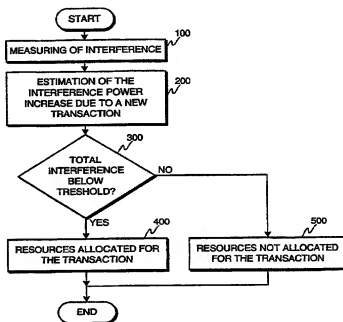 START
100
MEASURING OF INTERFERENCE
200
ESTIMATION OF THE
INTERFERENCE POWER
INCREASE DUE TO A NEW
TRANSACTION
300
TOTAL
INTERFERENCE
BELOW
TRESHOLD?
NO
YES
400
500
RESOURCES ALLOCATED FOR
THE TRANSACTION
RESOURCES NOT ALLOCATED
FOR THE TRANSACTION
END